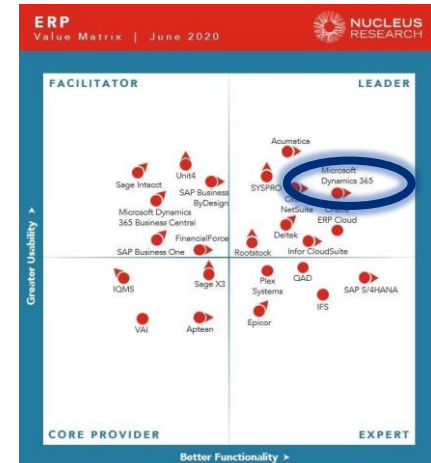 ERP
Value Matrix | June 2020
NUCLEUS
RESEARCH
FACILITATOR
LEADER
Acumatica
Unit4
Sage Intacct
SAP Business
ByDesign
SYSPRO
Microsoft
Dynamics 365
Oracle
NetSuite
Oracle
ERP Cloud
Microsoft Dynamics
365 Business Central
FinancialForce
SAP Business One
Deltek
Rootstock
Infor CloudSuite
Greater Usability >
IQMS
Sage X3
Plex
Systems
QAD
SAP S/4HANA
IFS
VAI
Aptean
Epicor
CORE PROVIDER
EXPERT
Better Functionality >